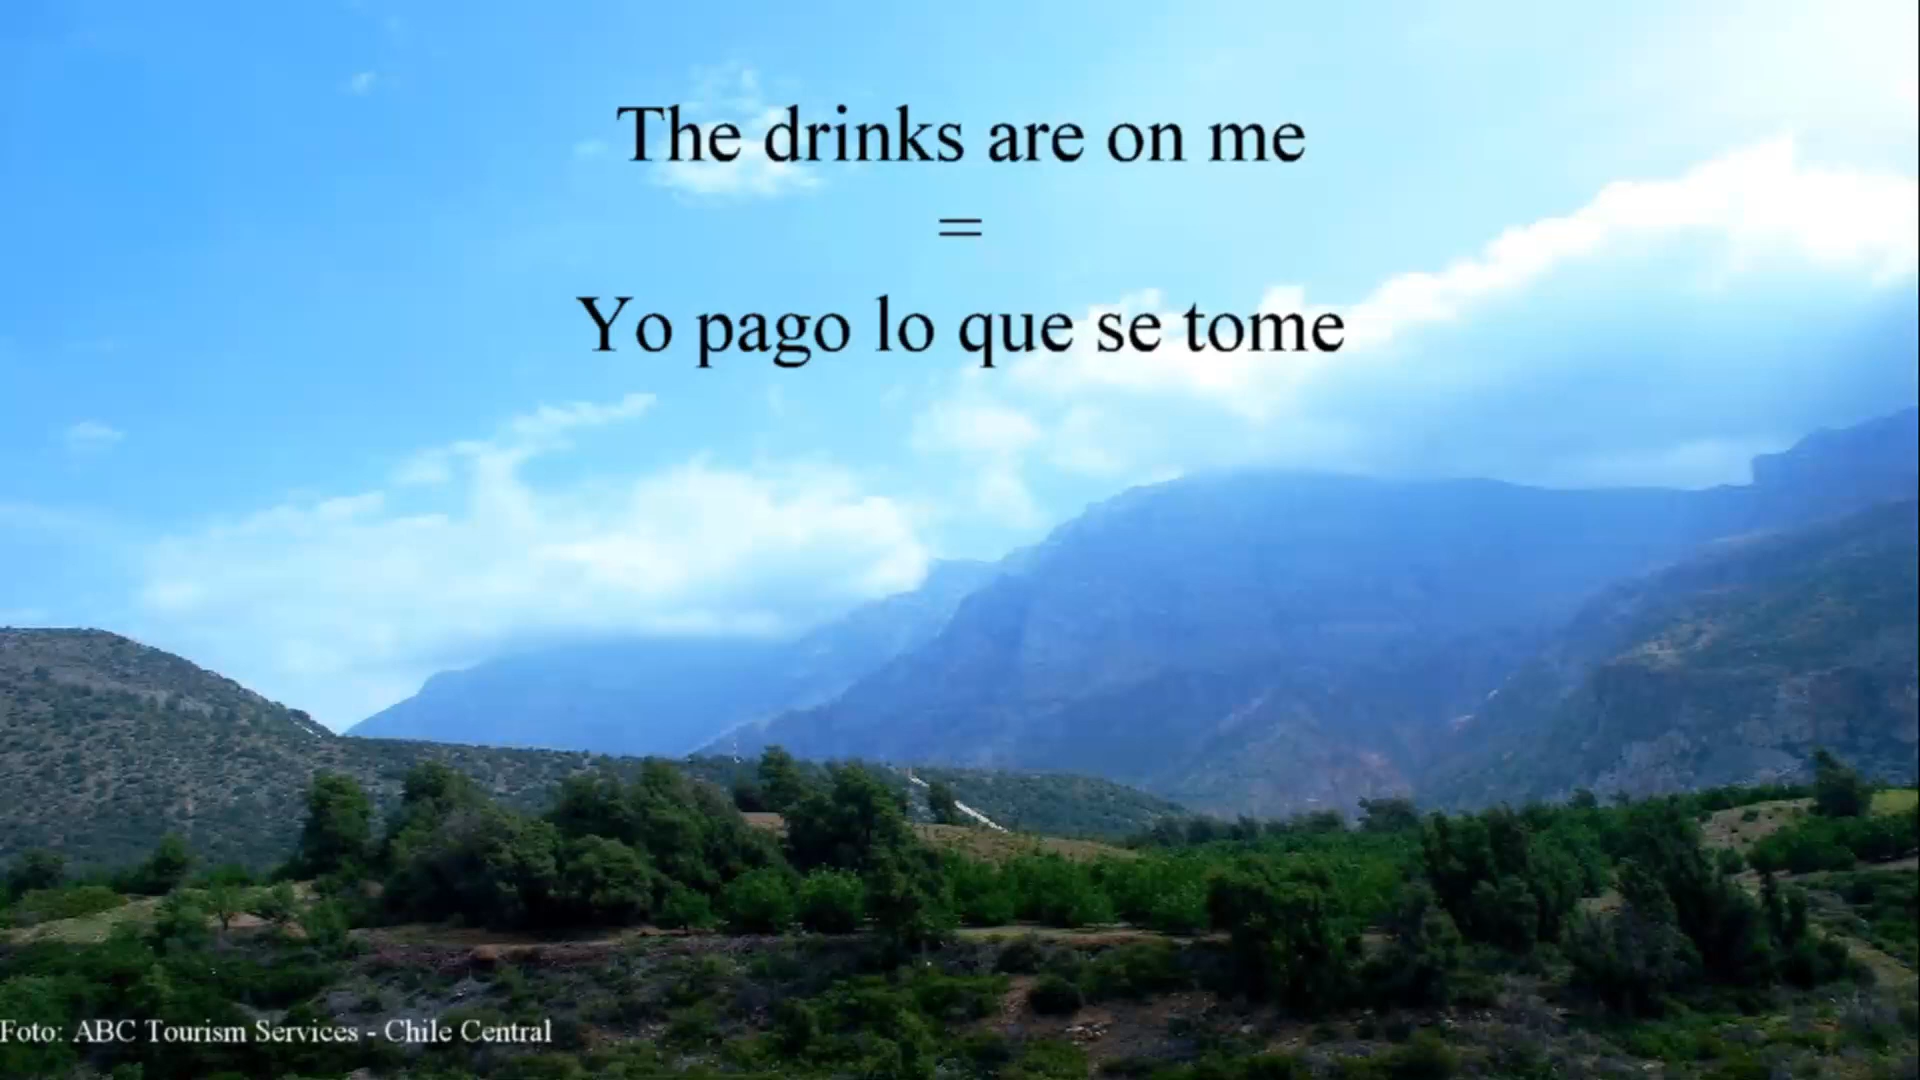 The drinks are on me
=
Yo pago lo que se tome
Foto: ABC Tourism Services - Chile Central